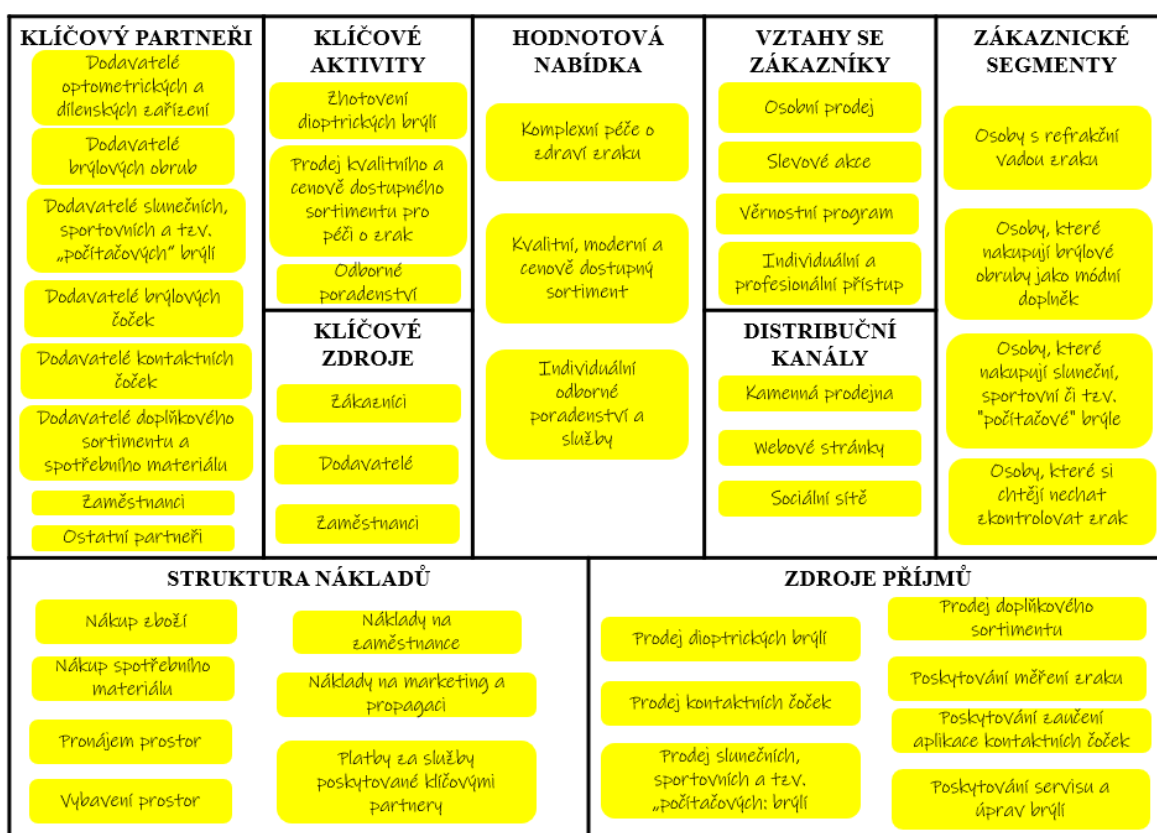 KLÍČOVÝ PARTNEŘI
Dodavatelé
optometrických a
dílenských zařízení
Dodavatelé
brýlových obrub
Dodavatelé slunečních,
sportovních a tzv.
„počítačových“ brýlí
Dodavatelé brýlových
čoček
Dodavatelé kontaktních
čoček
Dodavatelé doplňkového
sortimentu a
spotřebního materiálu
Zaměstnanci
Ostatní partneři
KLÍČOVÉ
AKTIVITY
Zhotovení
dioptrických brýlí
Prodej kvalitního a
cenově dostupného
sortimentu pro
péči o zrak
Odborné
poradenství
KLÍČOVÉ
ZDROJE
Zákazníci
Dodavatelé
Zaměstnanci
HODNOTOVÁ
NABÍDKA
Komplexní péče o
zdraví zraku
Kvalitní, moderní a
cenově dostupný
sortiment
Individuální
odborné
poradenství a
služby
VZTAHY SE
ZÁKAZNÍKY
Osobní prodej
Slevové akce
Věrnostní program
Individuální a
profesionální přístup
DISTRIBUČNÍ
KANÁLY
Kamenná prodejna
Webové stránky
Sociální sítě
ZÁKAZNICKÉ
SEGMENTY
Osoby s refrakční
vadou zraku
Osoby, které
nakupují brýlové
obruby jako módní
doplněk
Osoby, které
nakupují sluneční,
sportovní či tzv.
"počítačové" brýle
Osoby, které si
chtějí nechat
zkontrolovat zrak
STRUKTURA NÁKLADŮ
Nákup zboží
Nákup spotřebního
materiálu
Pronájem prostor
Vybavení prostor
Náklady na
zaměstnance
Náklady na marketing a
propagaci
Platby za služby
poskytované klíčovými
partnery
ZDROJE PŘÍJMŮ
Prodej dioptrických brýlí
Prodej kontaktních čoček
Prodej slunečních,
sportovních a tzv.
„počítačových: brýlí
Prodej doplňkového
sortimentu
Poskytování měření zraku
Poskytování zaučení
aplikace kontaktních čoček
Poskytování servisu a
úprav brýlí